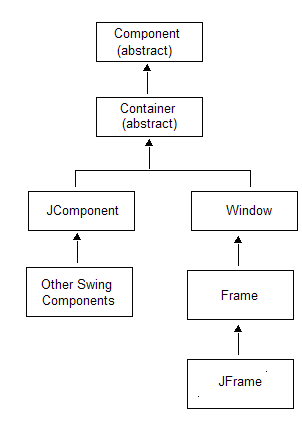 Component
(abstract)
Container
(abstract)
JComponent
Window
Other Swing
Components
Frame
JFrame